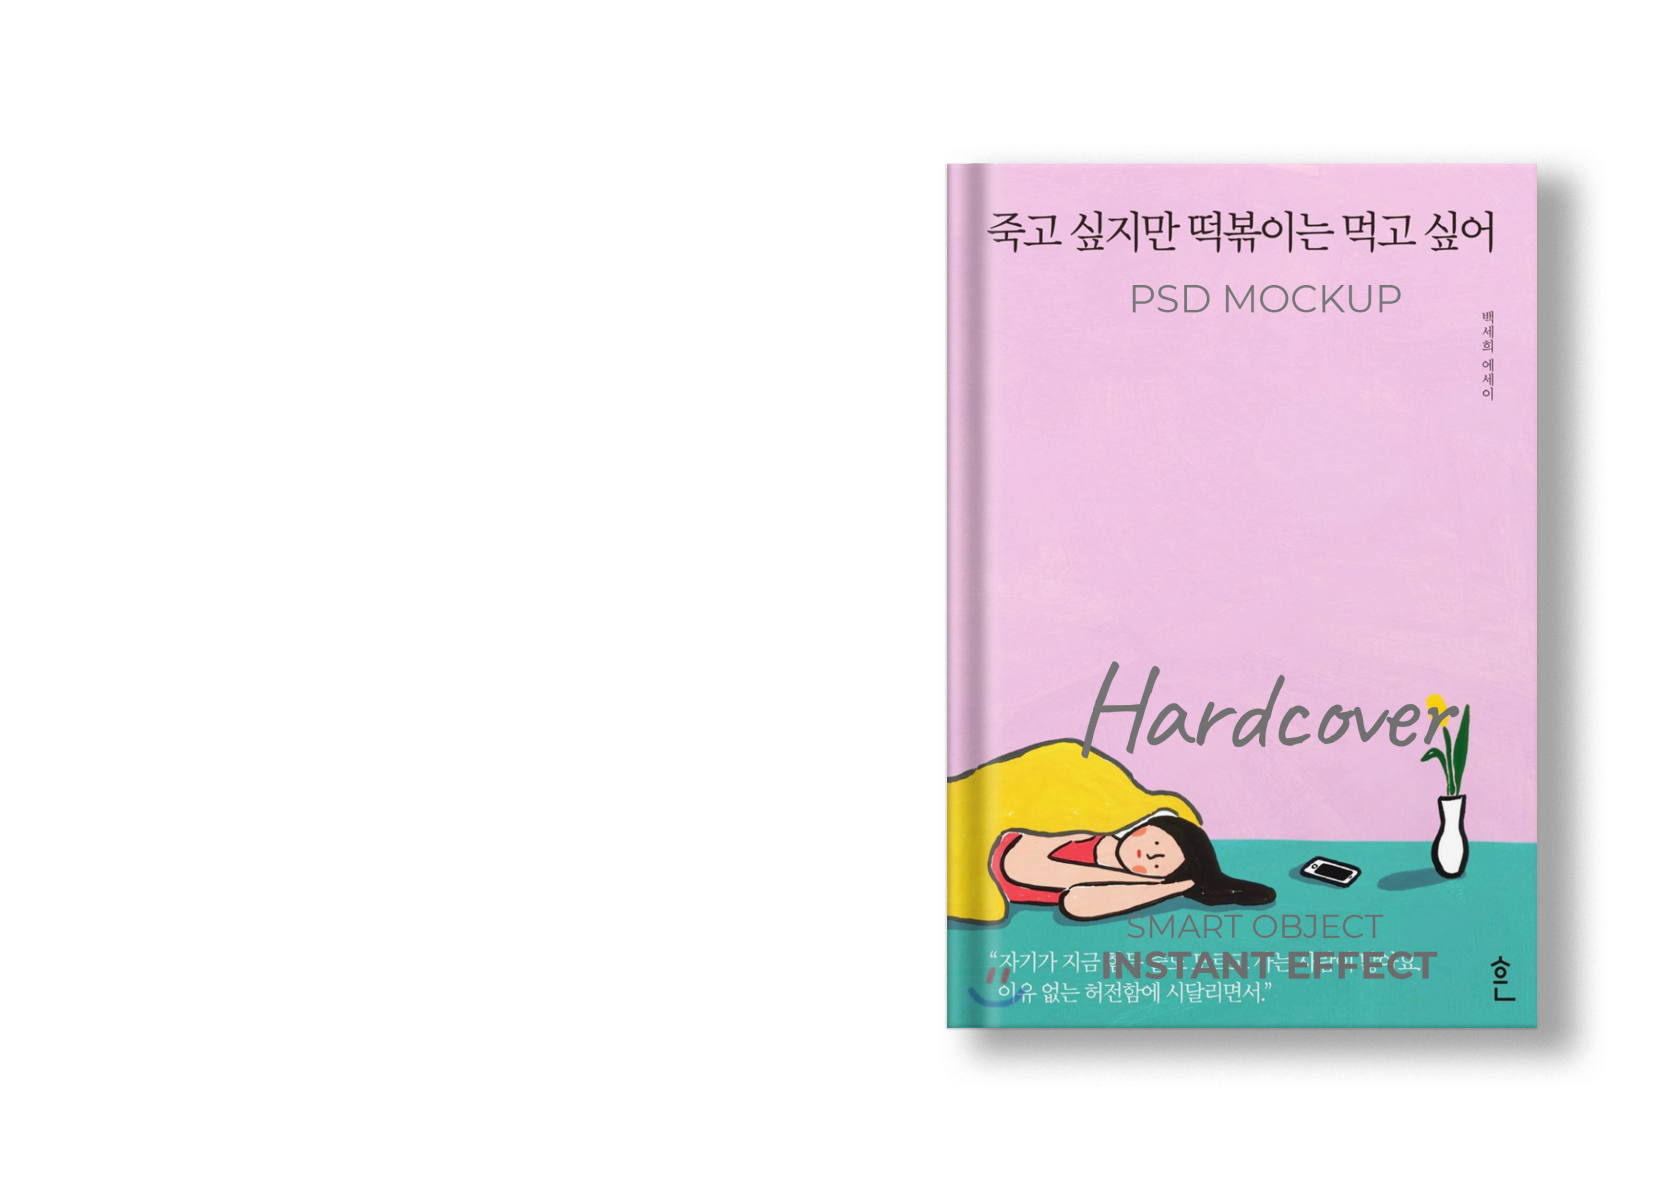 죽고 싶지만 떡볶이는 먹고 싶어
PSD MOCKUP
백세희 에세이
Hardcover
SMART OBJECT
INSTANT EFFECT
“자기가 지금
이유 없는 허전함에 시달리면서.”
흔